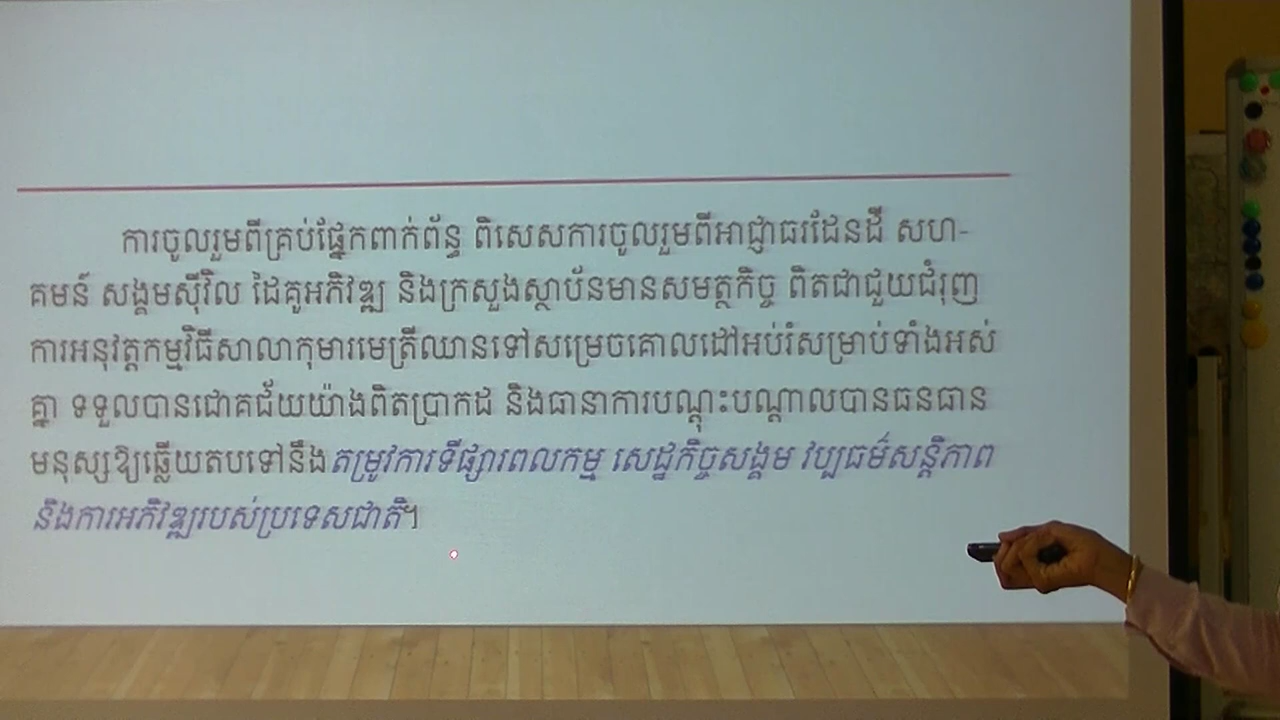 ការចូលរួមពីគ្រប់ផ្នែកពាក់ព័ន្ធ ពិសេសការចូលរួមពីអាជ្ញាធរដែនដី សហ-
គមន៍ សង្គមស៊ីវិល ដៃគូអភិវឌ្ឍ និងក្រសួងស្ថាប័នមានសមត្ថកិច្ច ពិតជាជួយជំរុញ
ការអនុវត្តកម្មវិធីសាលាកុមារមេត្រីឈានទៅសម្រេចគោលដៅអប់រំសម្រាប់ទាំងអស់
គ្នា ទទួលបានជោគជ័យយ៉ាងពិតប្រាកដ និងធានាការបណ្តុះបណ្តាលបានធនធាន
មនុស្សឱ្យឆ្លើយតបទៅនឹងតម្រូវការទីផ្សារពលកម្ម សេដ្ឋកិច្ចសង្គម វប្បធម៌សន្តិភាព
និងការអភិវឌ្ឍរបស់ប្រទេសជាតិ។